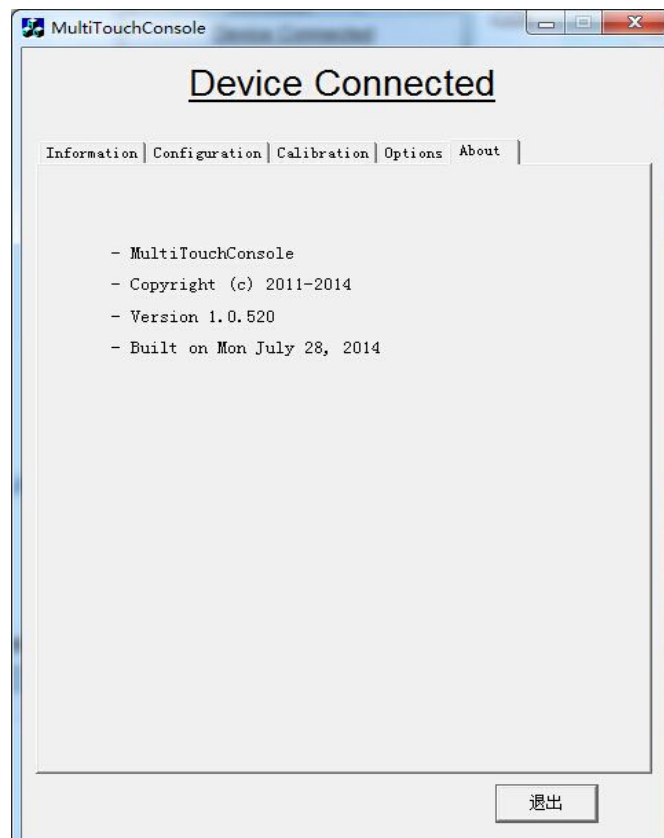 MultiTouchConsole
Device Connected
Information Configuration Calibration Options About
- MultiTouchConsole
- Copyright (c) 2011-2014
- Version 1.0.520
- Built on Mon July 28, 2014
退出